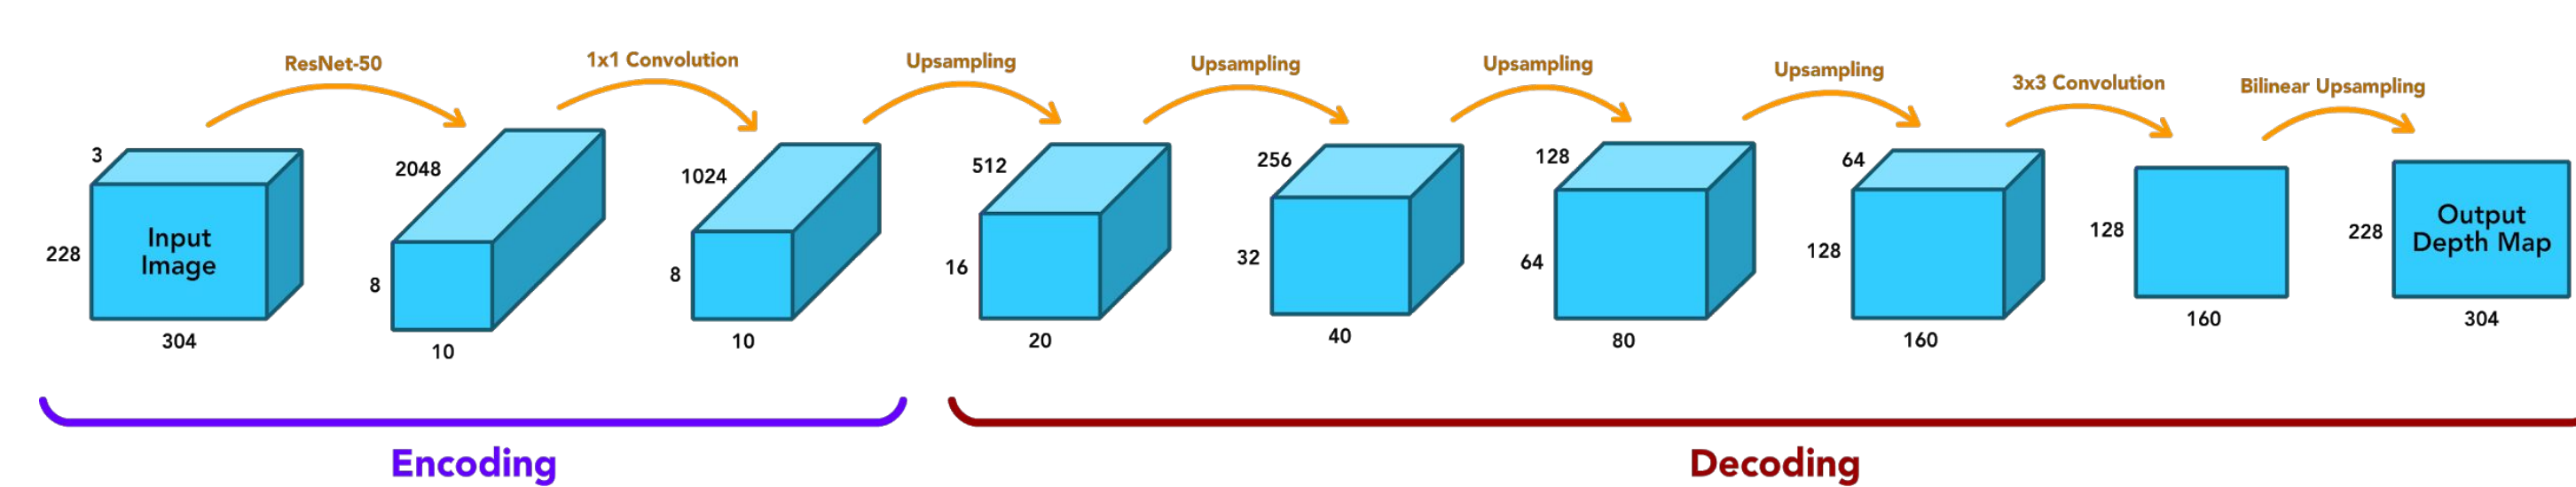 ResNet-50
1x1 Convolution
Upsampling
Upsampling
Upsampling
Upsampling
3x3 Convolution
Bilinear Upsampling
3
228
Input
Image
304
2048
8
10
1024
8
10
512
16
20
256
32
40
128
64
80
64
128
160
128
160
228
Output
Depth Map
304
Encoding
Decoding